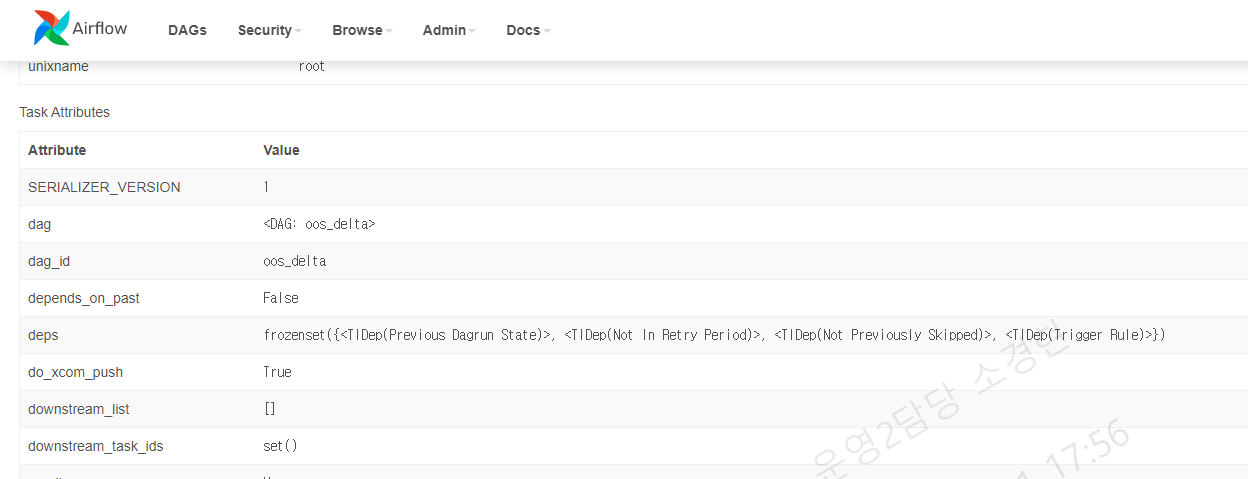 Airflow DAGs Security Browse Admin Docs
unixname root
Task Attributes
Attribute Value
SERIALIZER_VERSION 1
dag <DAG: oos_delta>
dag_id oos_delta
depends_on_past False
deps frozenset({<TIDep(Previous Dagrun State)>, <TIDep(Not In Retry Period)>, <TIDep(Not Previously Skipped)>, <TIDep(Trigger Rule)>})
do_xcom_push True
downstream_list []
downstream_task_ids set()
운영2담당 소경현
17:56